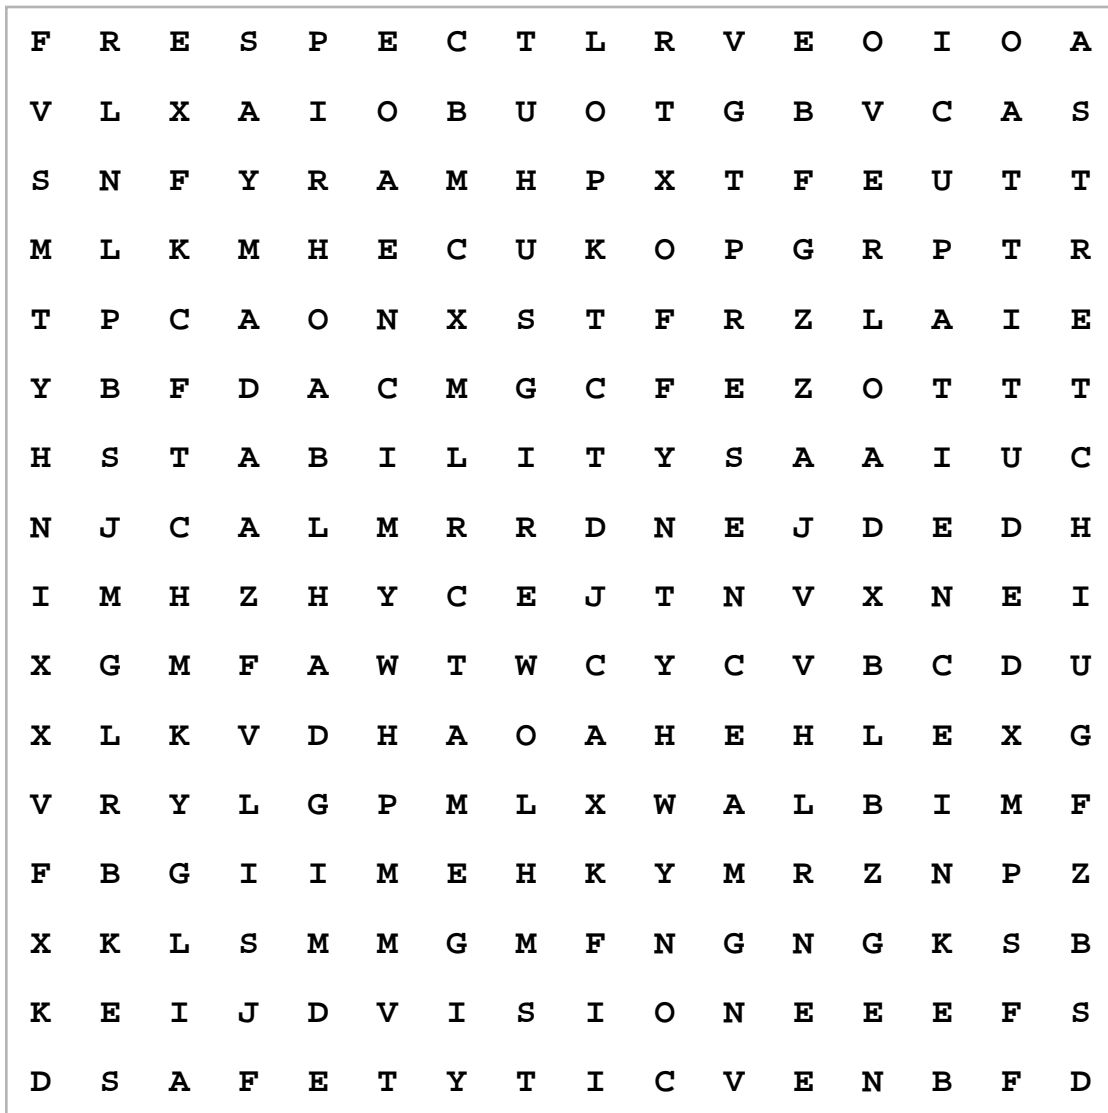 F R E S P E C T L R V E O I O A
V L X A I O B U O T G B V C A S
S N F Y R A M H P X T F E U T T
M L K M H E C U K O P G R P T R
T P C A O N X S T F R Z L A I E
Y B F D A C M G C F E Z O T T T
H S T A B I L I T Y S A A I U C
N J C A L M R R D N E J D E D H
I M H Z H Y C E J T N V X N E I
X G M F A W T W C Y C V B C D U
X L K V D H A O A H E H L E X G
V R Y L G P M L X W A L B I M F
F B G I I M E H K Y M R Z N P Z
X K L S M M G M F N G N G K S B
K E I J D V I S I O N E E E F S
D S A F E T Y T I C V E N B F D